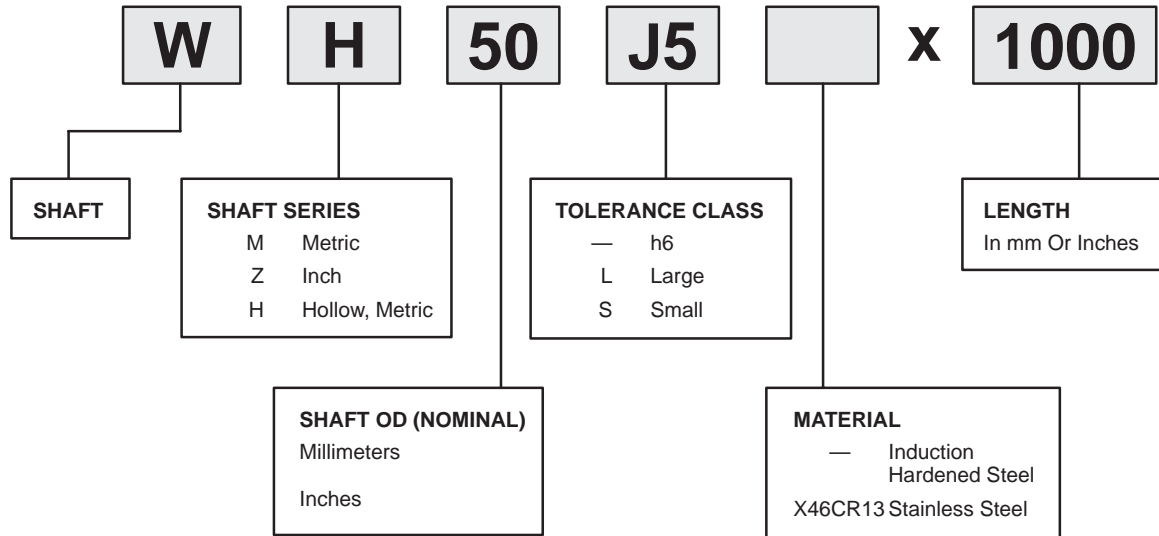 W H 50 J5 x 1000
SHAFT
SHAFT SERIES
M Metric
Z Inch
H Hollow, Metric
TOLERANCE CLASS
— h6
L Large
S Small
LENGTH
In mm Or Inches
SHAFT OD (NOMINAL)
Millimeters
Inches
MATERIAL
— Induction
Hardened Steel
X46CR13 Stainless Steel